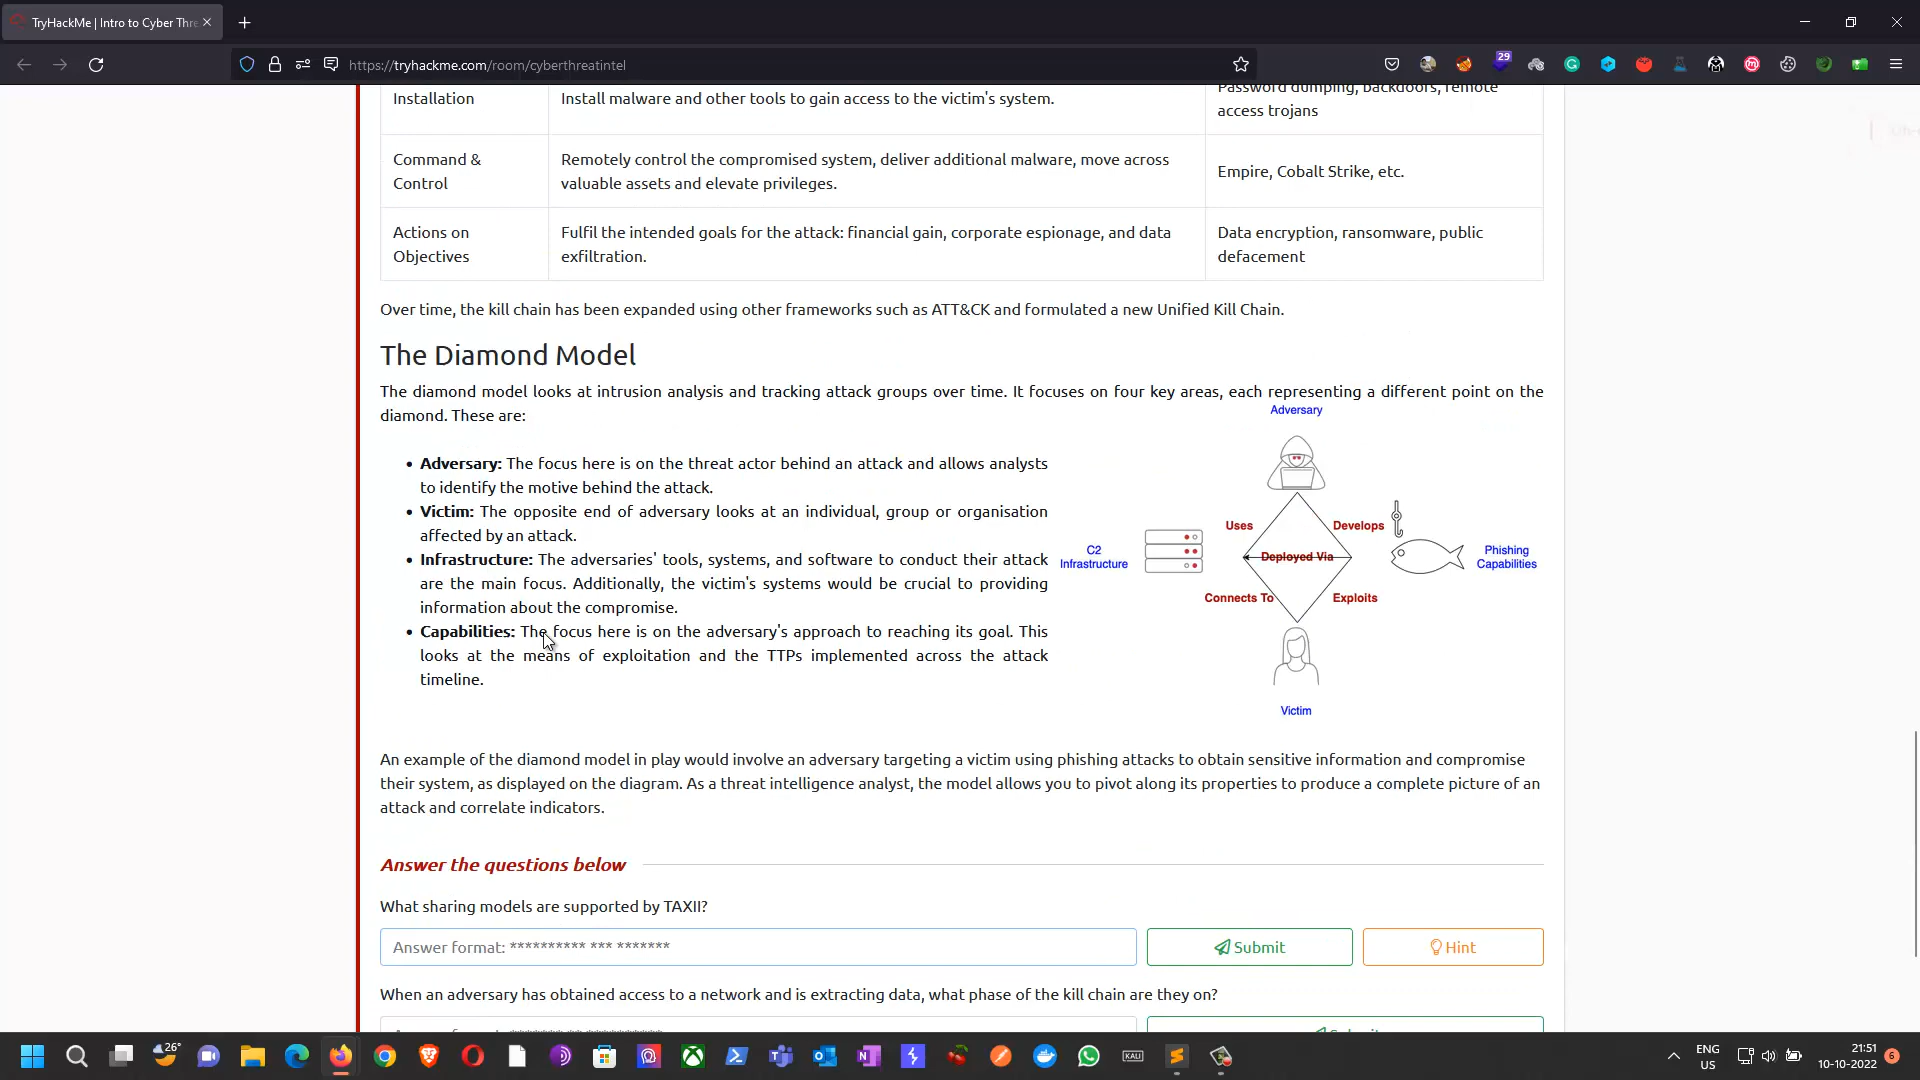 TryHackMe | Intro to Cyber Thre
https://tryhackme.com/room/cyberthreatintel
29
Installation
Install malware and other tools to gain access to the victim's system.
Password dumping, backdoors, remote
access trojans
Command &
Control
Remotely control the compromised system, deliver additional malware, move across
valuable assets and elevate privileges.
Empire, Cobalt Strike, etc.
Actions on
Objectives
Fulfil the intended goals for the attack: financial gain, corporate espionage, and data
exfiltration.
Data encryption, ransomware, public
defacement
Over time, the kill chain has been expanded using other frameworks such as ATT&CK and formulated a new Unified Kill Chain.
The Diamond Model
The diamond model looks at intrusion analysis and tracking attack groups over time. It focuses on four key areas, each representing a different point on the
diamond. These are:
• Adversary: The focus here is on the threat actor behind an attack and allows analysts
to identify the motive behind the attack.
• Victim: The opposite end of adversary looks at an individual, group or organisation
affected by an attack.
• Infrastructure: The adversaries' tools, systems, and software to conduct their attack
are the main focus. Additionally, the victim's systems would be crucial to providing
information about the compromise.
• Capabilities: The focus here is on the adversary's approach to reaching its goal. This
looks at the means of exploitation and the TTPs implemented across the attack
timeline.
Adversary
Uses
Develops
C2
Infrastructure
Deployed Via
Phishing
Capabilities
Connects To
Exploits
Victim
An example of the diamond model in play would involve an adversary targeting a victim using phishing attacks to obtain sensitive information and compromise
their system, as displayed on the diagram. As a threat intelligence analyst, the model allows you to pivot along its properties to produce a complete picture of an
attack and correlate indicators.
Answer the questions below
What sharing models are supported by TAXII?
Answer format: ********** *** *******
Submit
Hint
When an adversary has obtained access to a network and is extracting data, what phase of the kill chain are they on?
26°
KALI
ENG
US
21:51
10-10-2022
6